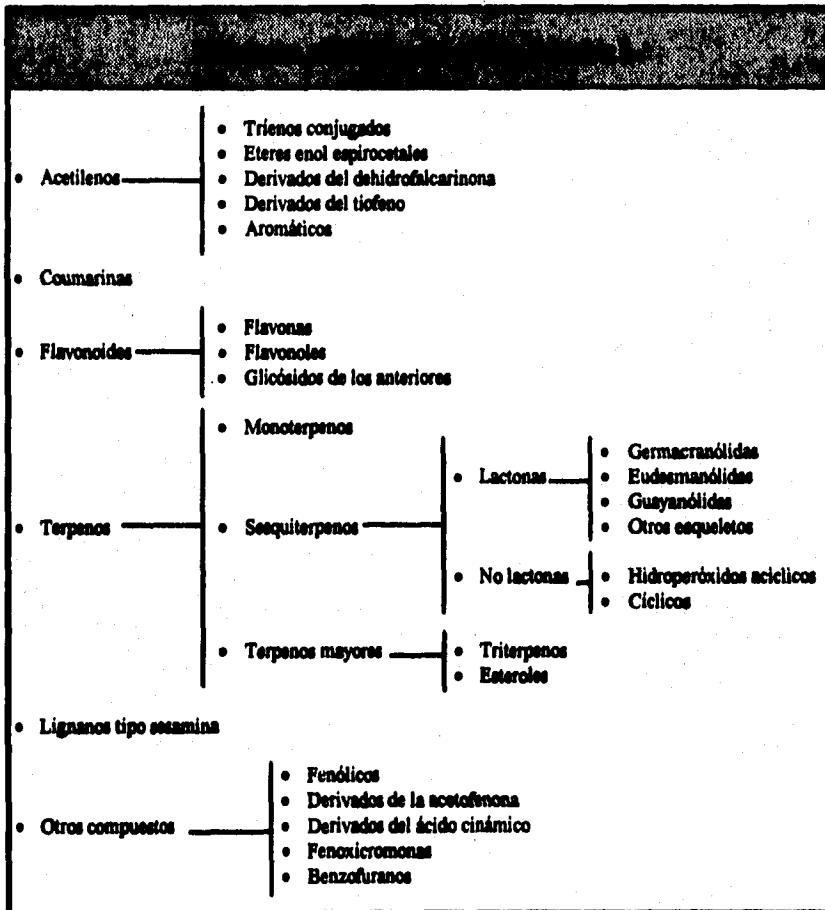 • Acetilenos
• Tríenos conjugados
• Eteres enol espirocetales
• Derivados del dehidrofalcarinona
• Derivados del tiofeno
• Aromáticos
• Coumarinas
• Flavonoides
• Flavonas
• Flavonoles
• Glicósidos de los anteriores
• Terpenos
• Monoterpenos
• Sesquiterpenos
• Lactonas
• Germacranólidas
• Eudesmanólidas
• Guayanólidas
• Otros esqueletos
• No lactonas
• Hidroperóxidos acíclicos
• Cíclicos
• Terpenos mayores
• Triterpenos
• Esteroles
• Lignanos tipo sesamina
• Otros compuestos
• Fenólicos
• Derivados de la acetofenona
• Derivados del ácido cinámico
• Fenoxicromonas
• Benzofuranos